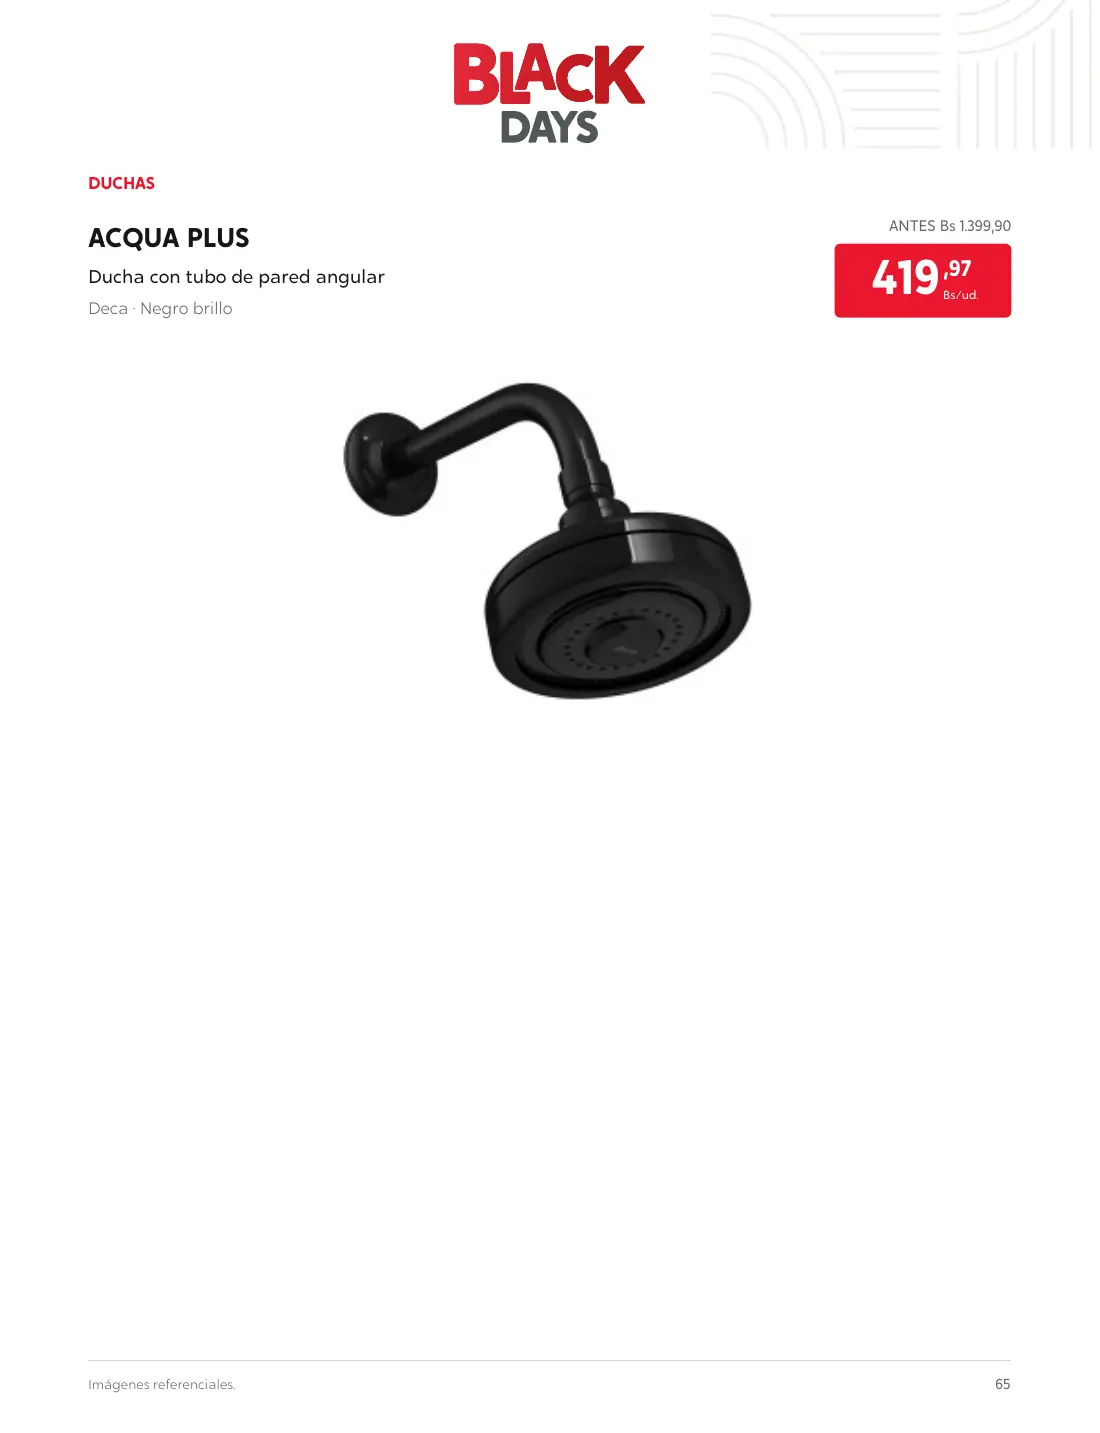 BLACK
DAYS
DUCHAS
ACQUA PLUS
Ducha con tubo de pared angular
Deca · Negro brillo
ANTES Bs 1.399,90
419,97
Bs/ud.
Imágenes referenciales.
65